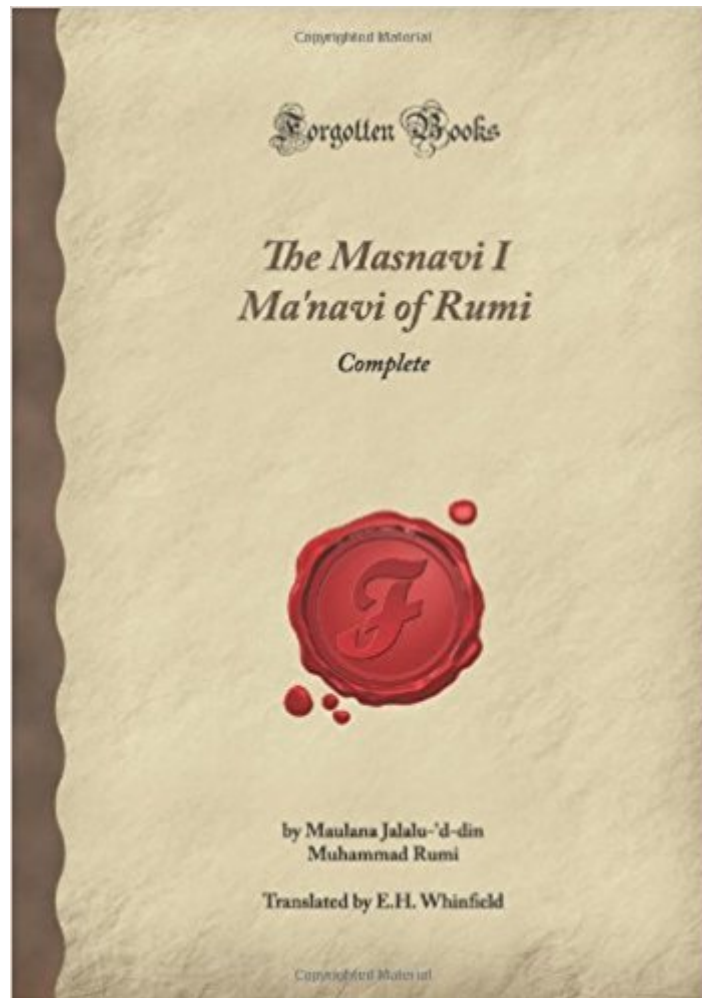 Copyrighted Material
Forgotten Books
The Masnavi I
Ma'navi of Rumi
Complete
F
by Maulana Jalalu-'d-din
Muhammad Rumi
Translated by E.H. Whinfield
Copyrighted Material